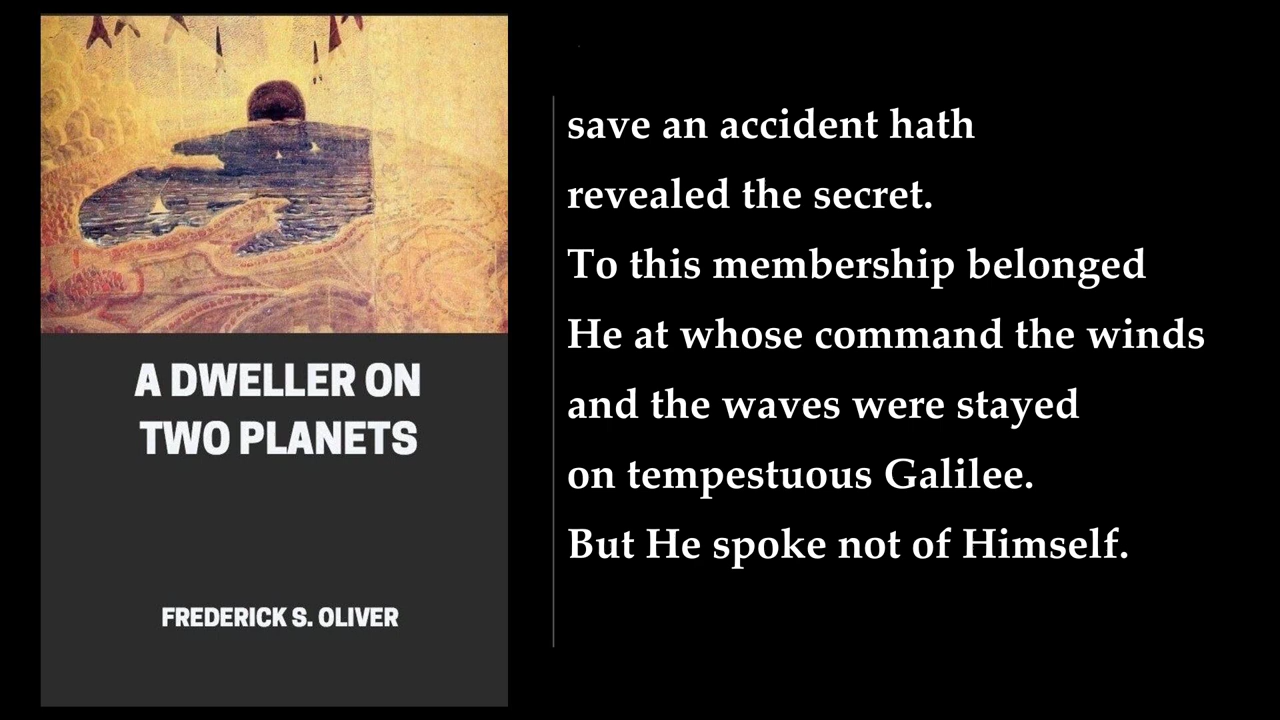 A DWELLER ON
TWO PLANETS
FREDERICK S. OLIVER
save an accident hath
revealed the secret.
To this membership belonged
He at whose command the winds
and the waves were stayed
on tempestuous Galilee.
But He spoke not of Himself.